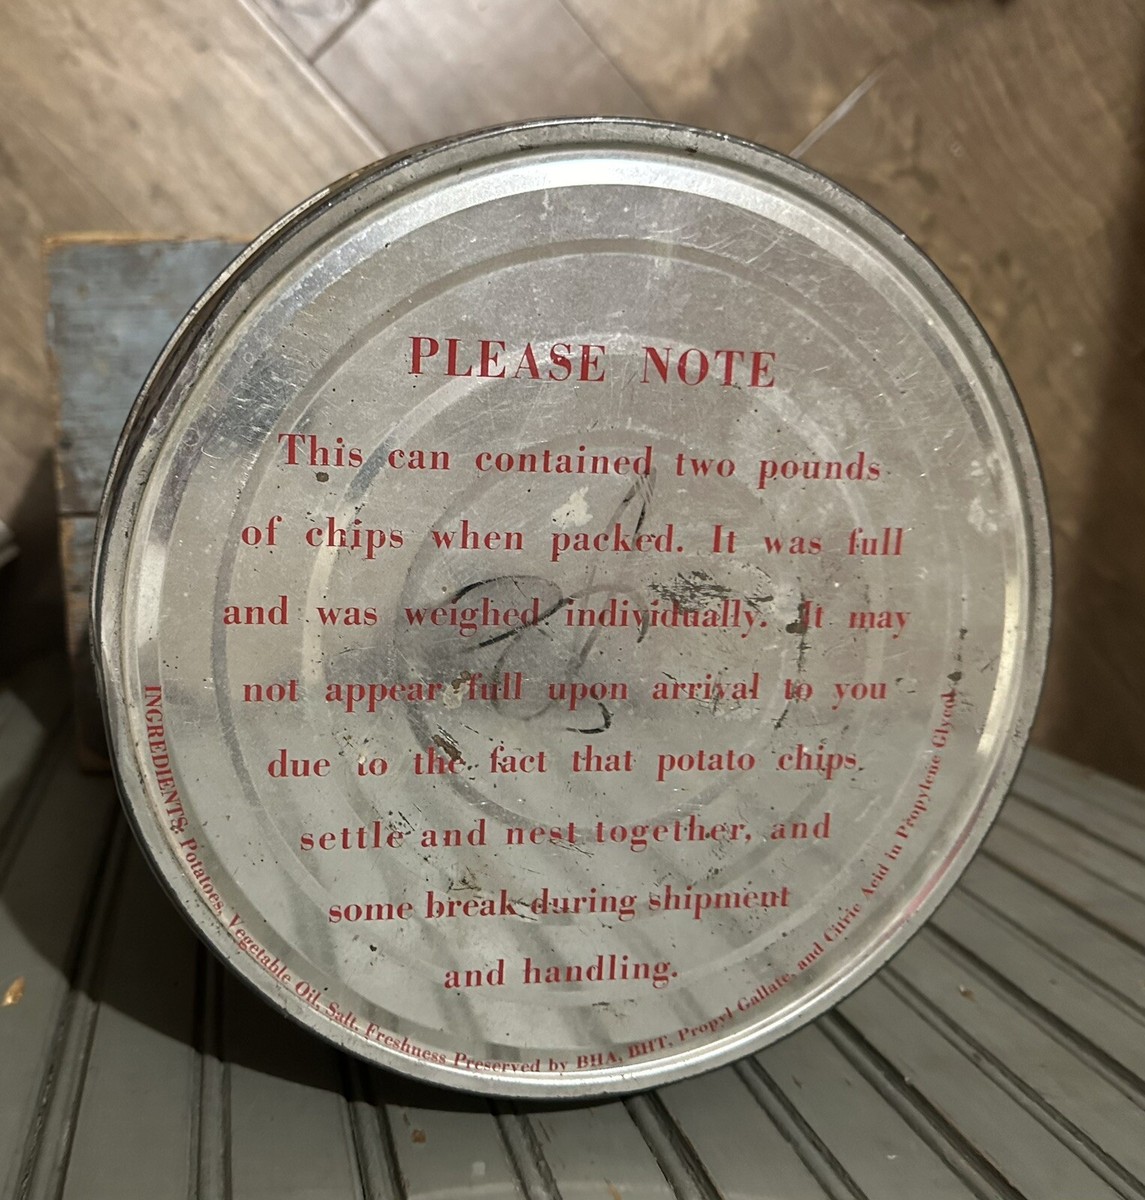 PLEASE NOTE
This can contained two pounds
of chips when packed. It was full
and was weighed individually. It may
not appear full upon arrival to you
due to the fact that potato chips
settle and nest together, and
some break during shipment
and handling.
INGREDIENTS: Potatoes, Vegetable Oil, Salt. Freshness Preserved by BHA, BHT, Propyl Gallate, and Citric Acid in Propylene Glycol.